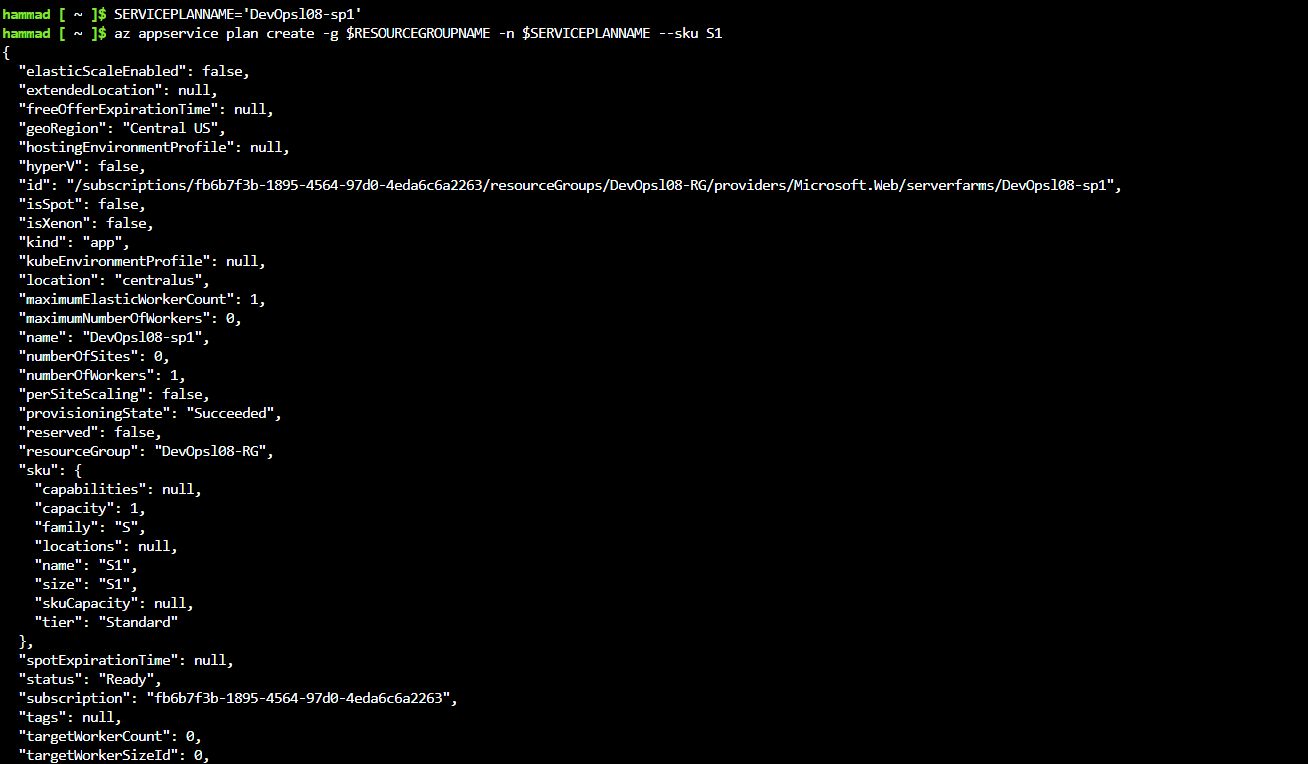 hammad [ ~ ]$ SERVICEPLANNAME='DevOpsl08-sp1'
hammad [ ~ ]$ az appservice plan create -g $RESOURCEGROUPNAME -n $SERVICEPLANNAME --sku S1
{
  "elasticScaleEnabled": false,
  "extendedLocation": null,
  "freeOfferExpirationTime": null,
  "geoRegion": "Central US",
  "hostingEnvironmentProfile": null,
  "hyperV": false,
  "id": "/subscriptions/fb6b7f3b-1895-4564-97d0-4eda6c6a2263/resourceGroups/DevOpsl08-RG/providers/Microsoft.Web/serverfarms/DevOpsl08-sp1",
  "isSpot": false,
  "isXenon": false,
  "kind": "app",
  "kubeEnvironmentProfile": null,
  "location": "centralus",
  "maximumElasticWorkerCount": 1,
  "maximumNumberOfWorkers": 0,
  "name": "DevOpsl08-sp1",
  "numberOfSites": 0,
  "numberOfWorkers": 1,
  "perSiteScaling": false,
  "provisioningState": "Succeeded",
  "reserved": false,
  "resourceGroup": "DevOpsl08-RG",
  "sku": {
    "capabilities": null,
    "capacity": 1,
    "family": "S",
    "locations": null,
    "name": "S1",
    "size": "S1",
    "skuCapacity": null,
    "tier": "Standard"
  },
  "spotExpirationTime": null,
  "status": "Ready",
  "subscription": "fb6b7f3b-1895-4564-97d0-4eda6c6a2263",
  "tags": null,
  "targetWorkerCount": 0,
  "targetWorkerSizeId": 0,